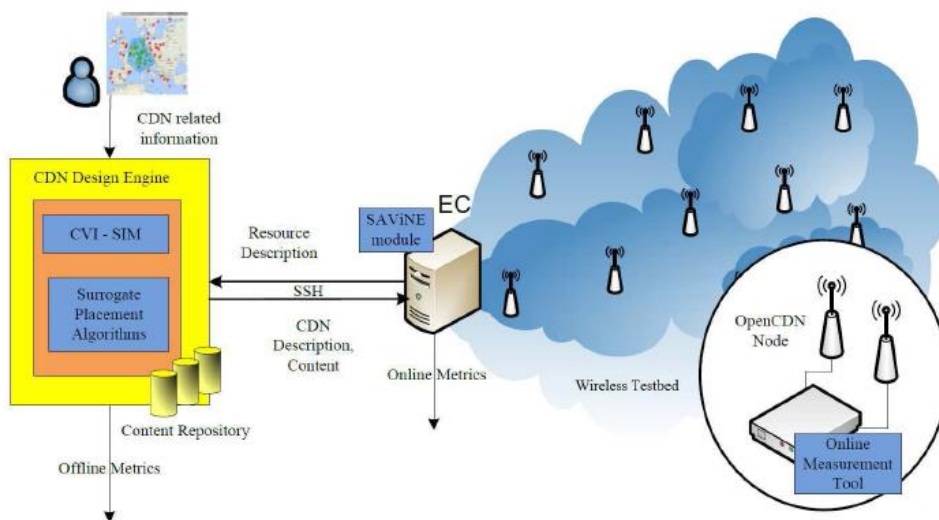 CDN related
information
CDN Design Engine
CVI - SIM
Surrogate
Placement
Algorithms
Content Repository
Offline Metrics
Resource
Description
SSH
CDN
Description,
Content
SAViNE
module
EC
Online Metrics
Wireless Testbed
OpenCDN
Node
Online
Measurement
Tool